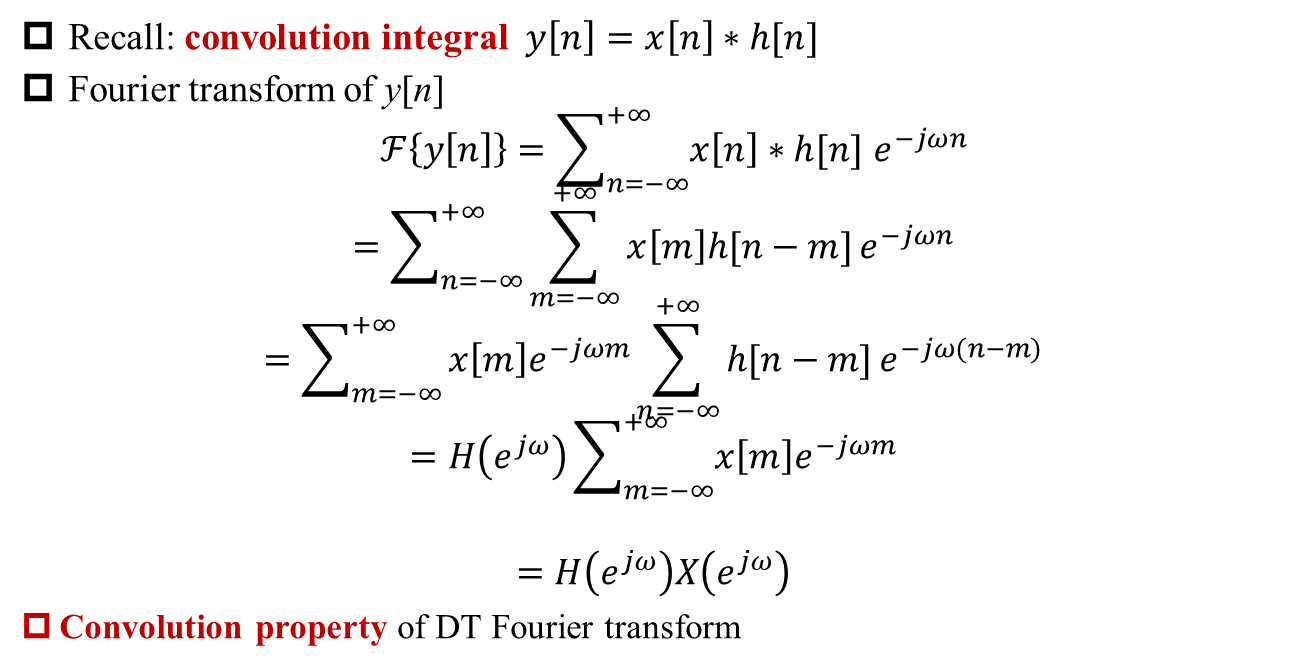 Recall: convolution integral y[n] = x[n] ∗ h[n]
Fourier transform of y[n]
ℱ{y[n]} = ∑_{n=−∞}^{+∞} x[n] ∗ h[n] e^{−jωn}
= ∑_{n=−∞}^{+∞} ∑_{m=−∞}^{+∞} x[m]h[n − m] e^{−jωn}
= ∑_{m=−∞}^{+∞} x[m]e^{−jωm} ∑_{n=−∞}^{+∞} h[n − m] e^{−jω(n−m)}
= H(e^{jω}) ∑_{m=−∞}^{+∞} x[m]e^{−jωm}
= H(e^{jω})X(e^{jω})
Convolution property of DT Fourier transform